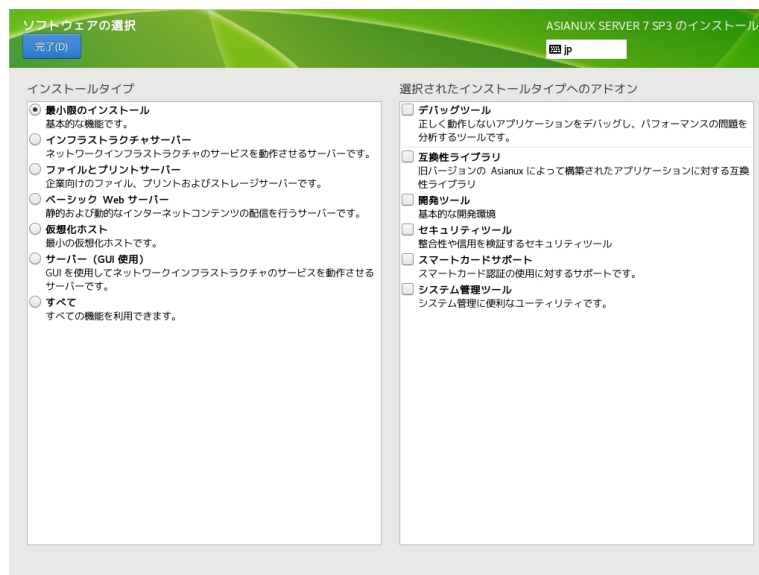 ソフトウェアの選択
完了(D)
ASIANUX SERVER 7 SP3 のインストール
jp
インストールタイプ
最小限のインストール
基本的な機能です。
インフラストラクチャサーバー
ネットワークインフラストラクチャのサービスを動作させるサーバーです。
ファイルとプリントサーバー
企業向けのファイル、プリントおよびストレージサーバーです。
ベーシック Web サーバー
静的および動的なインターネットコンテンツの配信を行うサーバーです。
仮想化ホスト
最小の仮想化ホストです。
サーバー（GUI 使用）
GUI を使用してネットワークインフラストラクチャのサービスを動作させる
サーバーです。
すべて
すべての機能を利用できます。
選択されたインストールタイプへのアドオン
デバッグツール
正しく動作しないアプリケーションをデバッグし、パフォーマンスの問題を
分析するツールです。
互換性ライブラリ
旧バージョンの Asianux によって構築されたアプリケーションに対する互換
性ライブラリ
開発ツール
基本的な開発環境
セキュリティツール
整合性や信用を検証するセキュリティツール
スマートカードサポート
スマートカード認証の使用に対するサポートです。
システム管理ツール
システム管理に便利なユーティリティです。